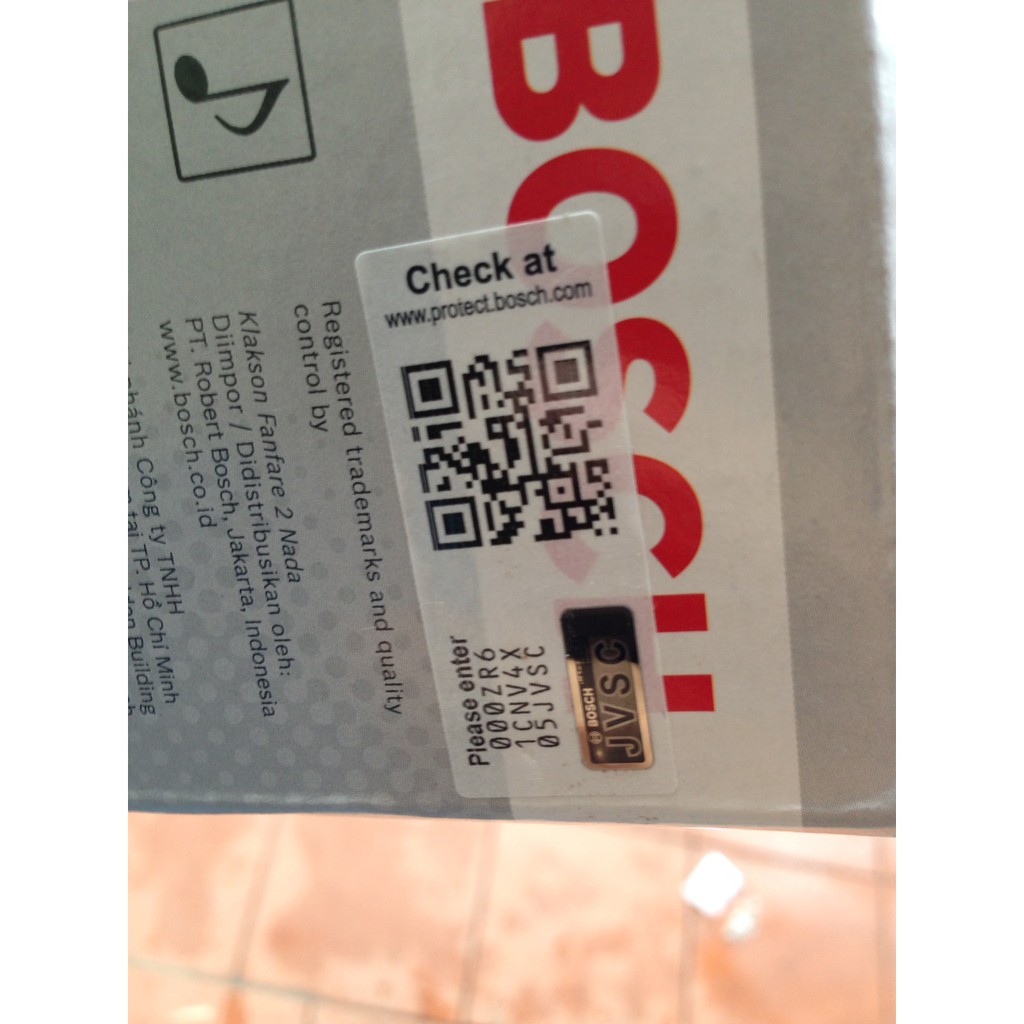 BOSCH
Check at
www.protect.bosch.com
Please enter
000ZR6
1CNV4X
05JVSC
BOSCH
JVSC
Registered trademarks and quality
control by
Klakson Fanfare 2 Nada
Diimpor / Didistribusikan oleh:
PT. Robert Bosch, Jakarta, Indonesia
www.bosch.co.id
Công ty TNHH
tại TP. Hồ Chí Minh
Building